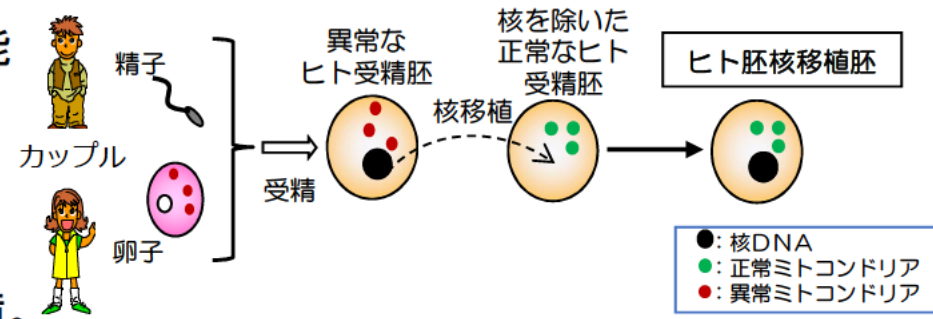 能
精子
カップル
卵子
受精
異常な
ヒト受精胚
核移植
核を除いた
正常なヒト
受精胚
ヒト胚核移植胚
●：核DNA
●：正常ミトコンドリア
●：異常ミトコンドリア